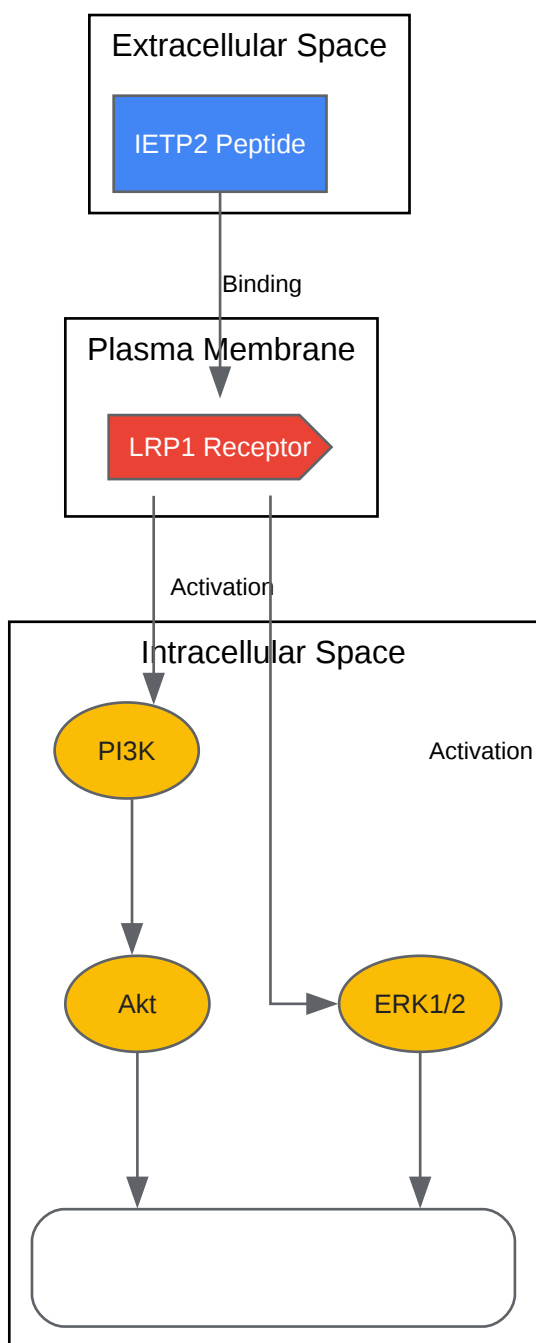 Extracellular Space
IETP2 Peptide
Binding
Plasma Membrane
LRP1 Receptor
Activation
Intracellular Space
PI3K
Activation
Akt
ERK1/2